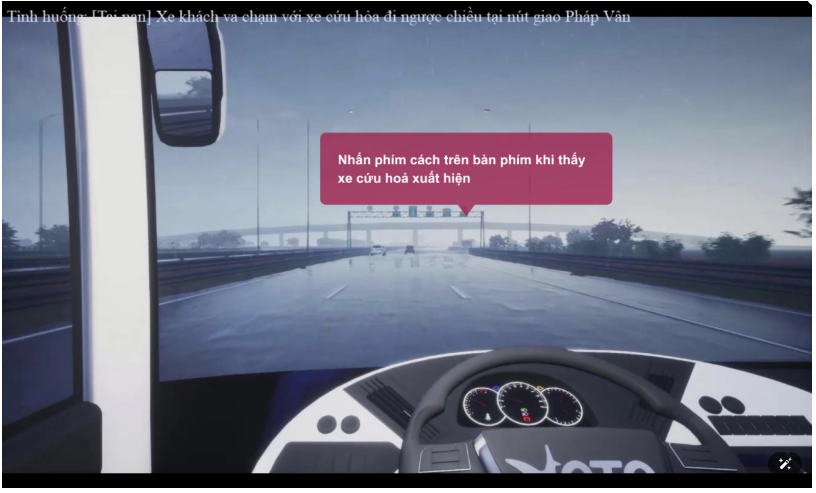 Tình huống: [Tai nạn] Xe khách va chạm với xe cứu hỏa đi ngược chiều tại nút giao Pháp Vân
Nhấn phím cách trên bàn phím khi thấy
xe cứu hoả xuất hiện